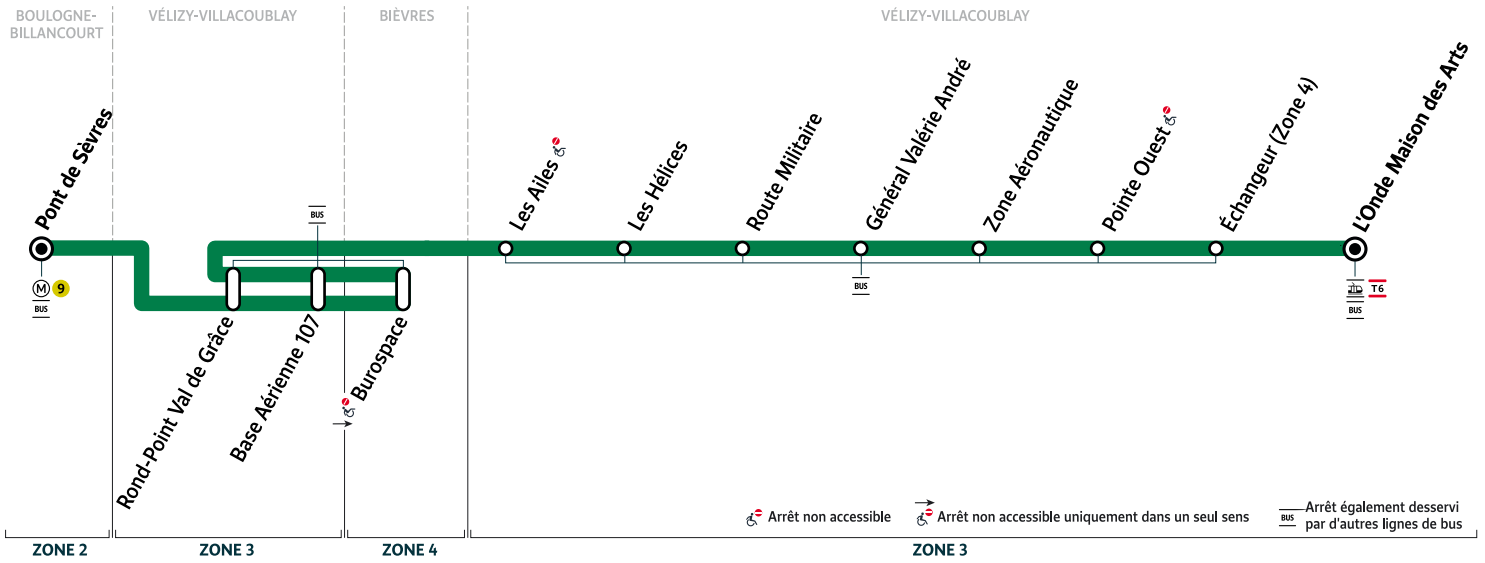 BOULOGNE-
BILLANCOURT
VÉLIZY-VILLACOUBLAY
BIÈVRES
VÉLIZY-VILLACOUBLAY
Pont de Sèvres
M 9
BUS
Rond-Point Val de Grâce
BUS
Base Aérienne 107
Burospace
Les Ailes
Les Hélices
Route Militaire
Général Valérie André
BUS
Zone Aéronautique
Pointe Ouest
Échangeur (Zone 4)
L'Onde Maison des Arts
T6
BUS
Arrêt non accessible
Arrêt non accessible uniquement dans un seul sens
BUS
Arrêt également desservi
par d'autres lignes de bus
ZONE 2
ZONE 3
ZONE 4
ZONE 3